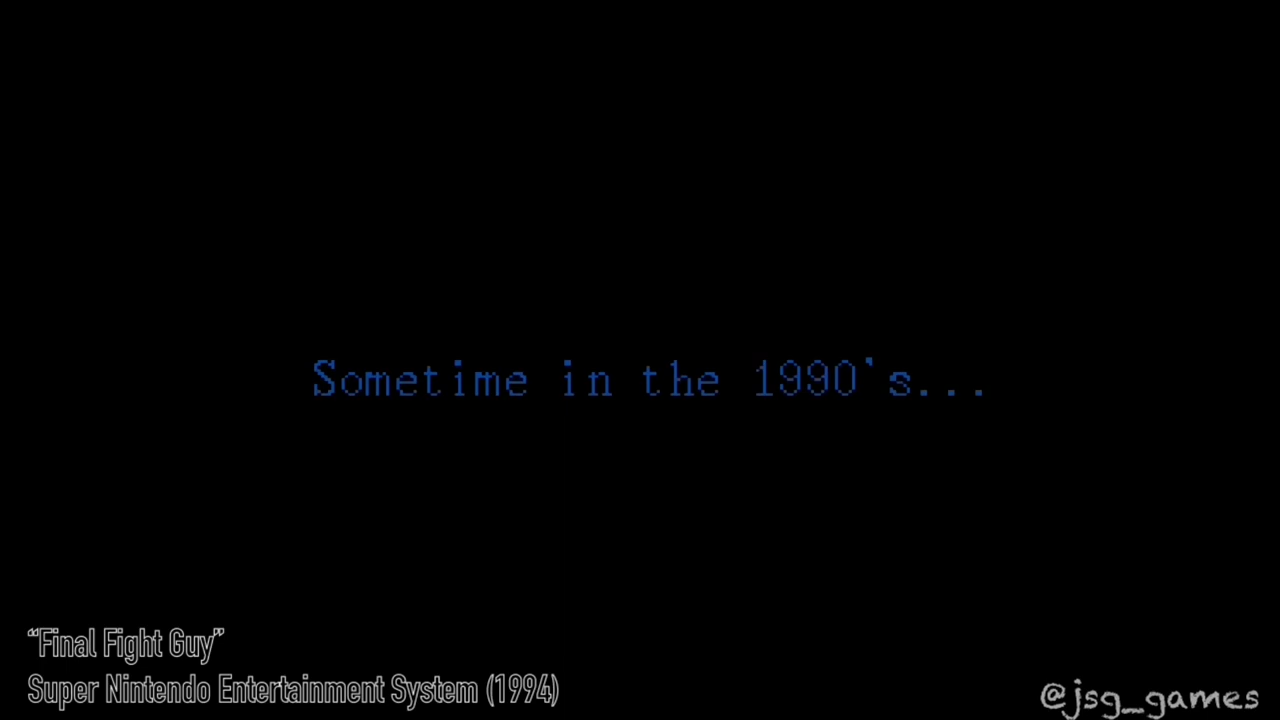 Sometime in the 1990's...
“Final Fight Guy”
Super Nintendo Entertainment System (1994)
@jsg_games